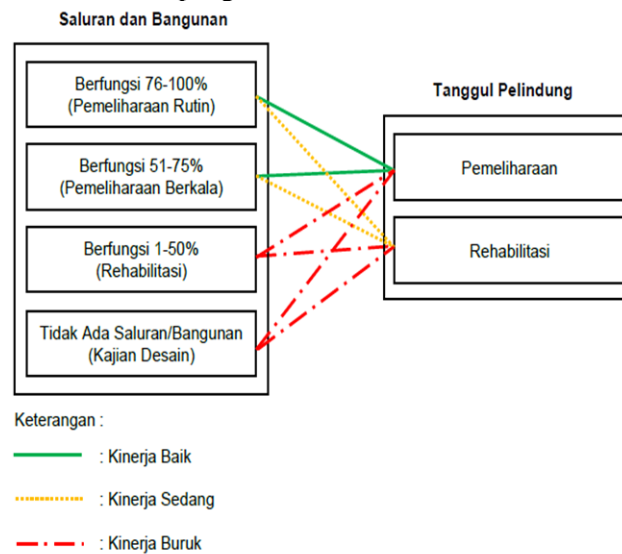 Saluran dan Bangunan
Berfungsi 76-100%
(Pemeliharaan Rutin)
Berfungsi 51-75%
(Pemeliharaan Berkala)
Berfungsi 1-50%
(Rehabilitasi)
Tidak Ada Saluran/Bangunan
(Kajian Desain)
Tanggul Pelindung
Pemeliharaan
Rehabilitasi
Keterangan :
: Kinerja Baik
: Kinerja Sedang
: Kinerja Buruk